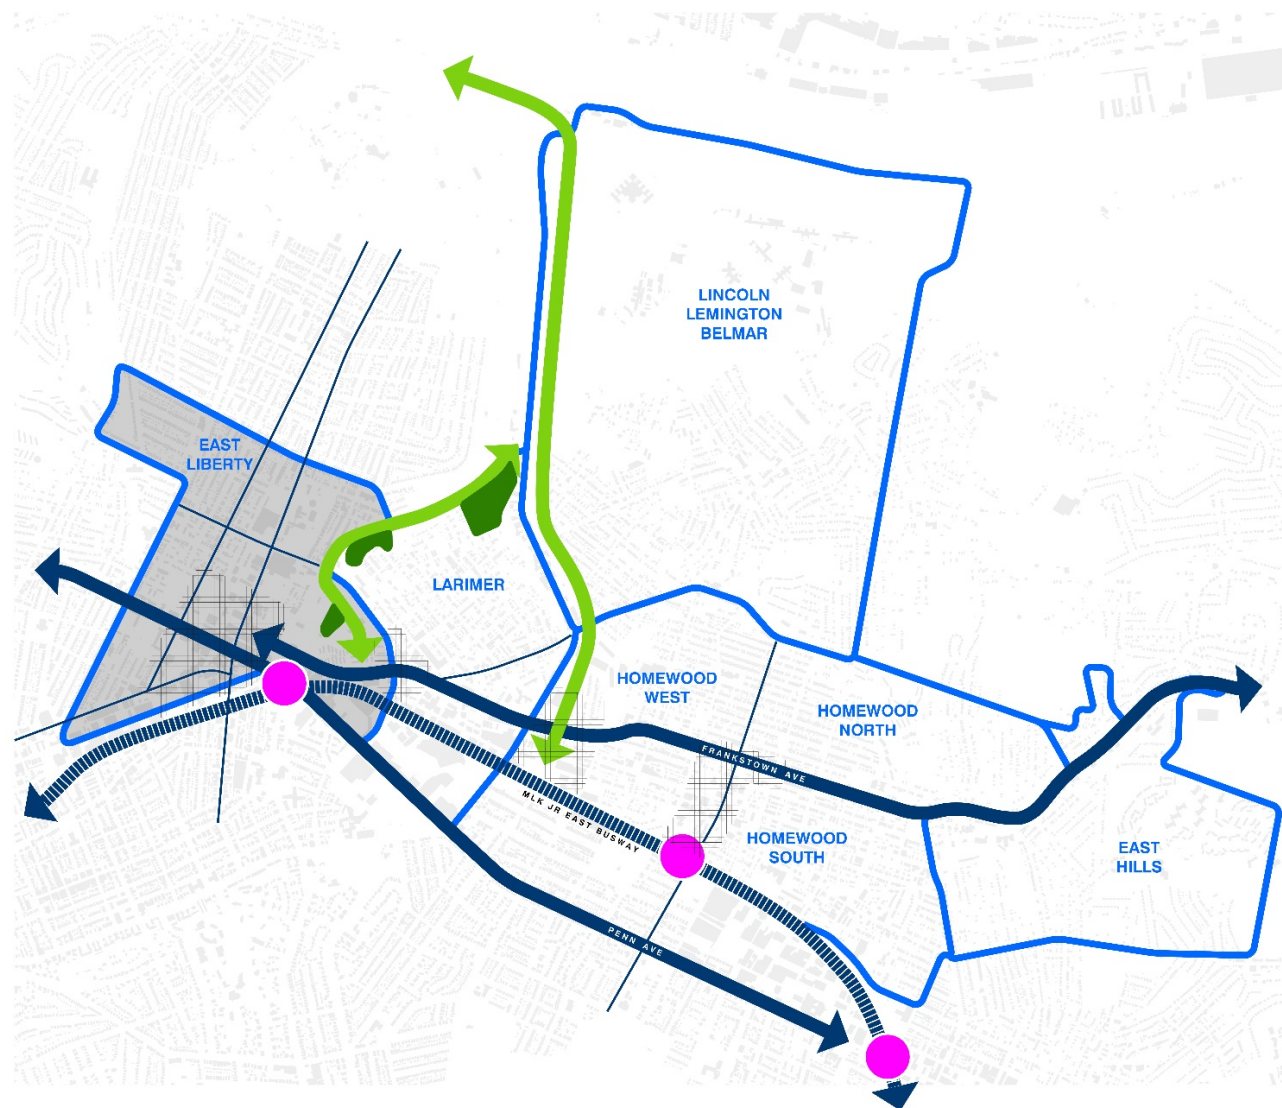 LINCOLN
LEMINGTON
BELMAR
EAST
LIBERTY
LARIMER
HOMEWOOD
WEST
HOMEWOOD
NORTH
FRANKSTOWN AVE
MLK JR EAST BUSWAY
HOMEWOOD
SOUTH
EAST
HILLS
PENN AVE